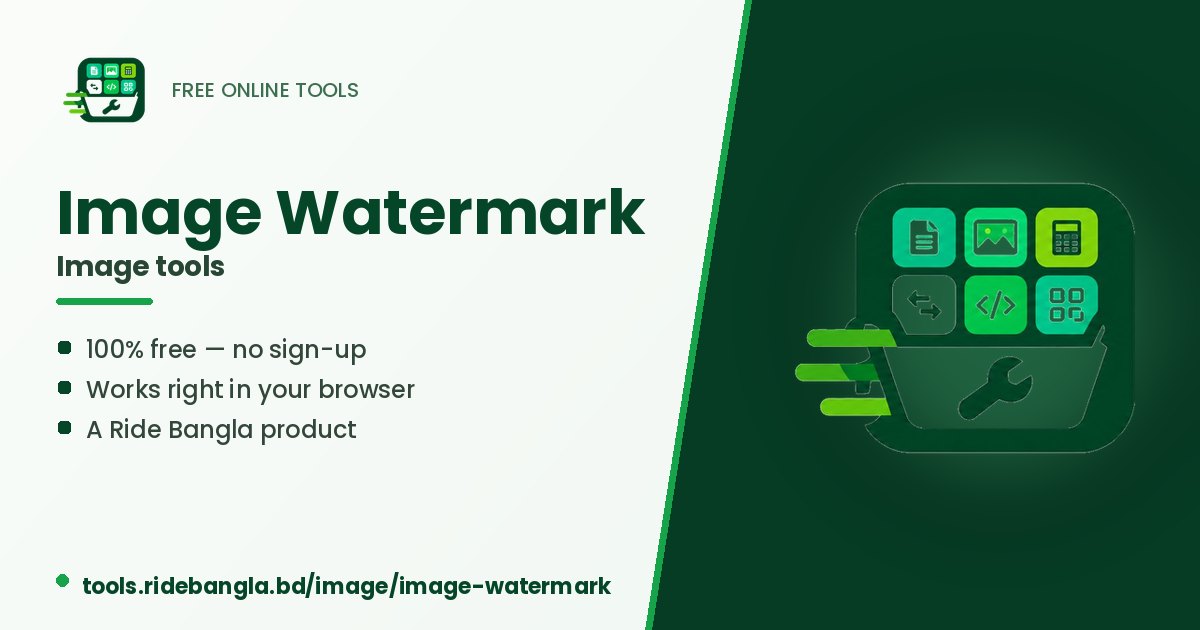 FREE ONLINE TOOLS
Image Watermark
Image tools
100% free — no sign-up
Works right in your browser
A Ride Bangla product
tools.ridebangla.bd/image/image-watermark